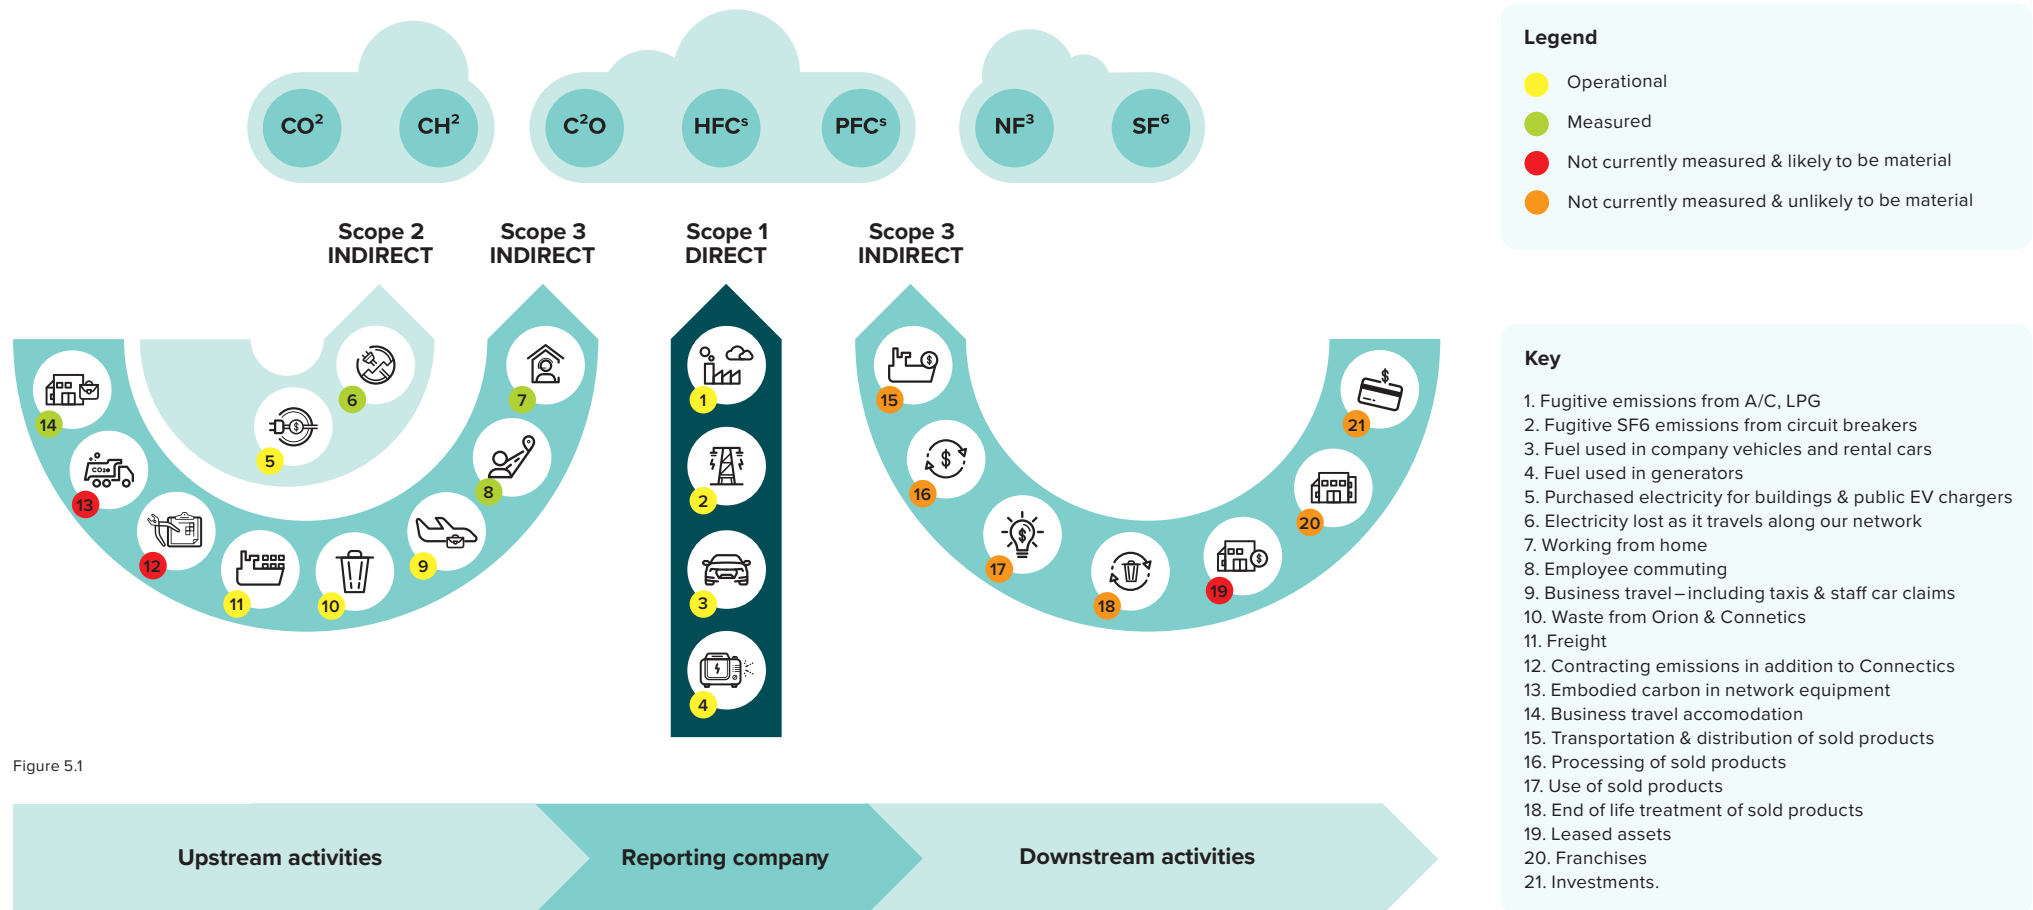 CO²
CH²
C²O
HFCˢ
PFCˢ
NF³
SF⁶
Scope 2
INDIRECT
Scope 3
INDIRECT
Scope 1
DIRECT
Scope 3
INDIRECT
14
13
CO2e
12
11
10
9
8
7
6
5
1
2
3
4
15
16
17
18
19
20
21
Figure 5.1
Upstream activities
Reporting company
Downstream activities
Legend
Operational
Measured
Not currently measured & likely to be material
Not currently measured & unlikely to be material
Key
1. Fugitive emissions from A/C, LPG
2. Fugitive SF6 emissions from circuit breakers
3. Fuel used in company vehicles and rental cars
4. Fuel used in generators
5. Purchased electricity for buildings & public EV chargers
6. Electricity lost as it travels along our network
7. Working from home
8. Employee commuting
9. Business travel – including taxis & staff car claims
10. Waste from Orion & Connetics
11. Freight
12. Contracting emissions in addition to Connectics
13. Embodied carbon in network equipment
14. Business travel accomodation
15. Transportation & distribution of sold products
16. Processing of sold products
17. Use of sold products
18. End of life treatment of sold products
19. Leased assets
20. Franchises
21. Investments.